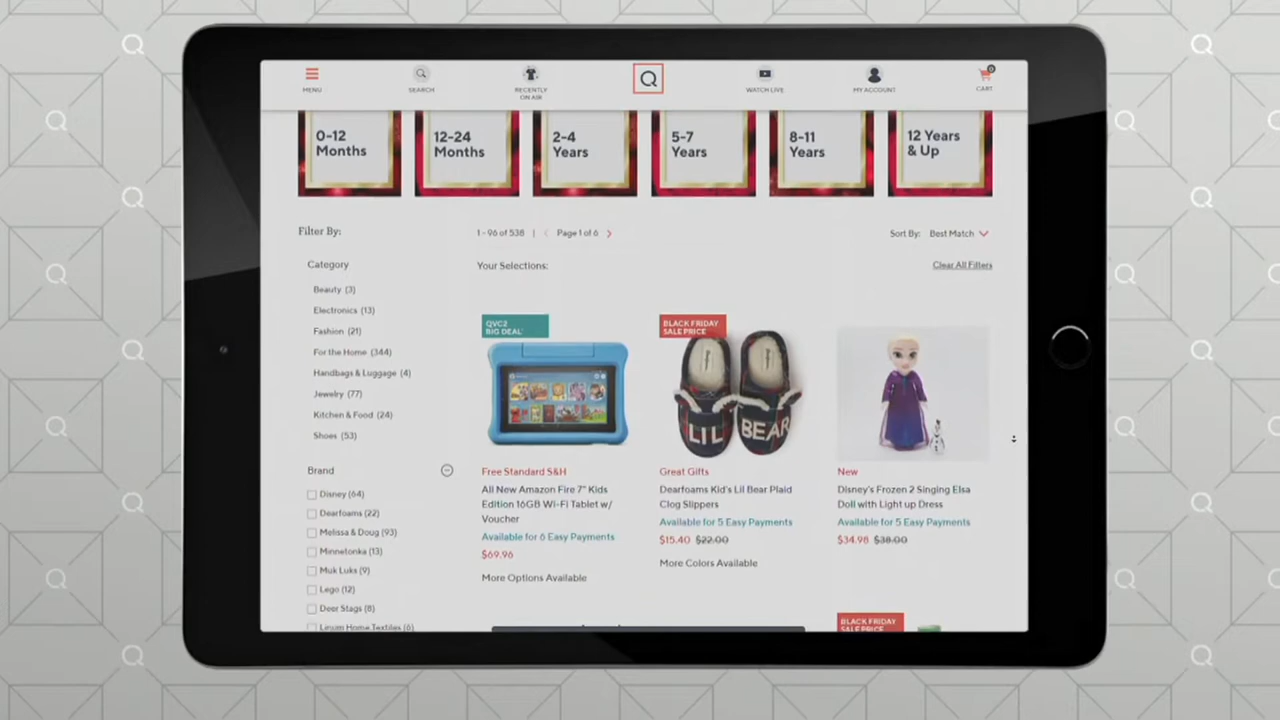 MENU
SEARCH
RECENTLY
ON AIR
Q
WATCH LIVE
MY ACCOUNT
0
CART
0-12
Months
12-24
Months
2-4
Years
5-7
Years
8-11
Years
12 Years
& Up
Filter By:
1 - 96 of 538 | < Page 1 of 6 >
Sort By: Best Match
Category
Your Selections:
Clear All Filters
Beauty (3)
Electronics (13)
Fashion (21)
For the Home (344)
Handbags & Luggage (4)
Jewelry (77)
Kitchen & Food (24)
Shoes (53)
Brand
Disney (64)
Dearfoams (22)
Melissa & Doug (93)
Minnetonka (13)
Muk Luks (9)
Lego (12)
Deer Stags (8)
Linum Home Textiles (6)
QVC2
BIG DEAL
Free Standard S&H
All New Amazon Fire 7" Kids
Edition 16GB Wi-Fi Tablet w/
Voucher
Available for 6 Easy Payments
$69.96
More Options Available
BLACK FRIDAY
SALE PRICE
LIL BEAR
Great Gifts
Dearfoams Kid's Lil Bear Plaid
Clog Slippers
Available for 5 Easy Payments
$15.40 $22.00
More Colors Available
New
Disney's Frozen 2 Singing Elsa
Doll with Light up Dress
Available for 5 Easy Payments
$34.98 $38.00
BLACK FRIDAY
SALE PRICE